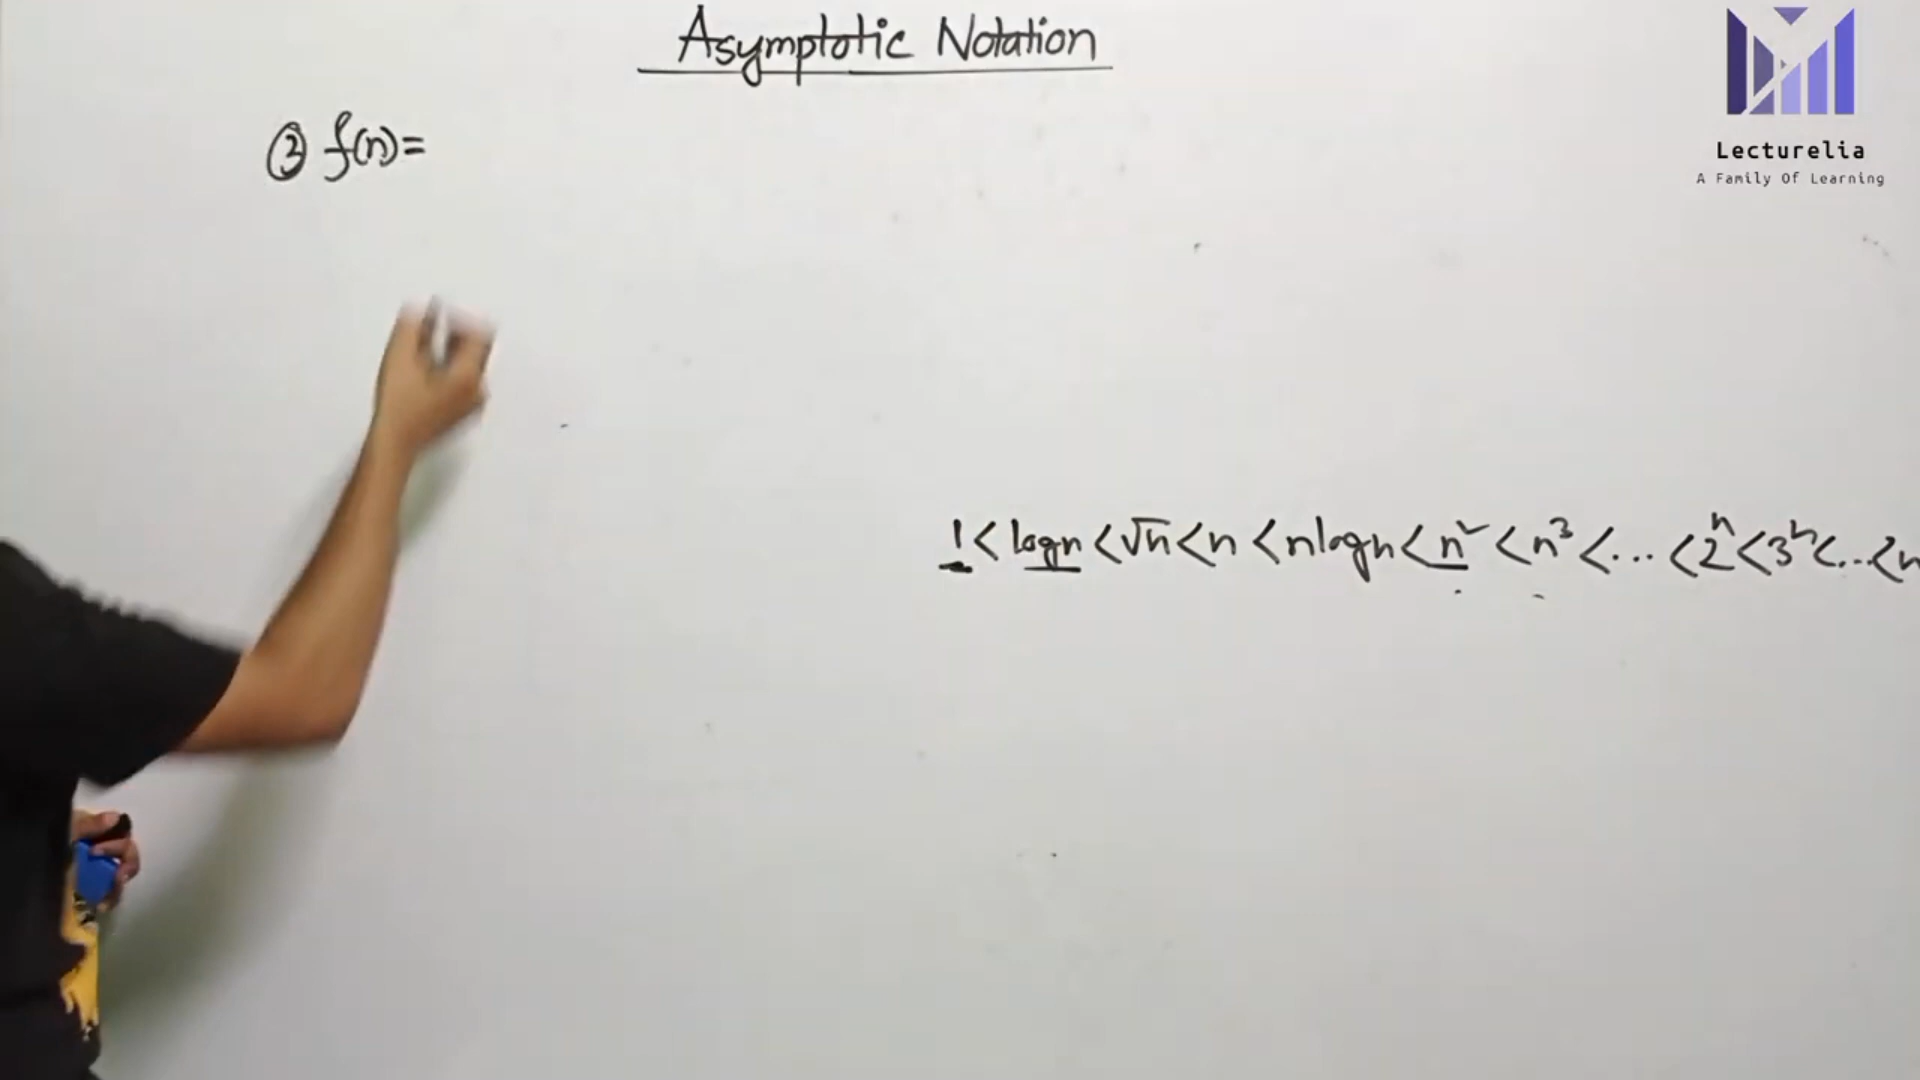 Asymptotic Notation
Lecturelia
A Family Of Learning
③ f(n)=
1 < logn < √n < n < nlogn < n² < n³ < ... < 2ⁿ < 3ⁿ < ... < n